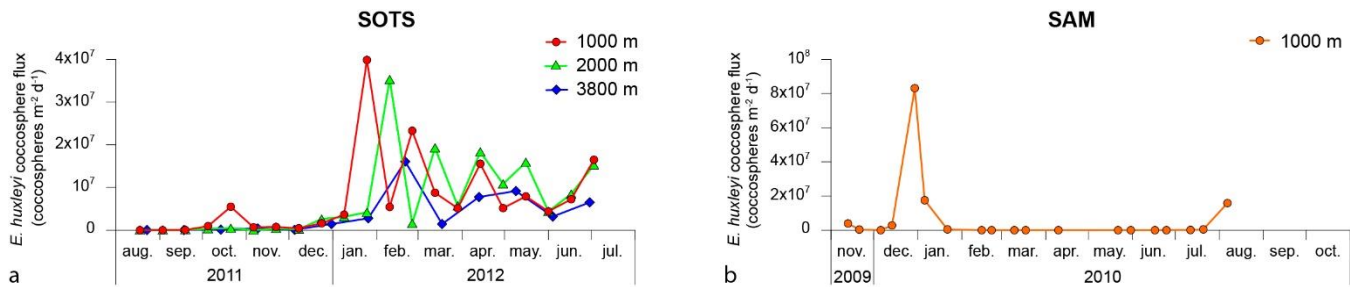 SOTS
E. huxleyi coccosphere flux
(coccospheres m⁻² d⁻¹)
4x10⁷
3x10⁷
2x10⁷
10⁷
0
1000 m
2000 m
3800 m
aug. sep. oct. nov. dec. jan. feb. mar. apr. may. jun. jul.
2011 2012
a
SAM
E. huxleyi coccosphere flux
(coccospheres m⁻² d⁻¹)
10⁸
8x10⁷
6x10⁷
4x10⁷
2x10⁷
0
1000 m
nov. dec. jan. feb. mar. apr. may. jun. jul. aug. sep. oct.
2009 2010
b